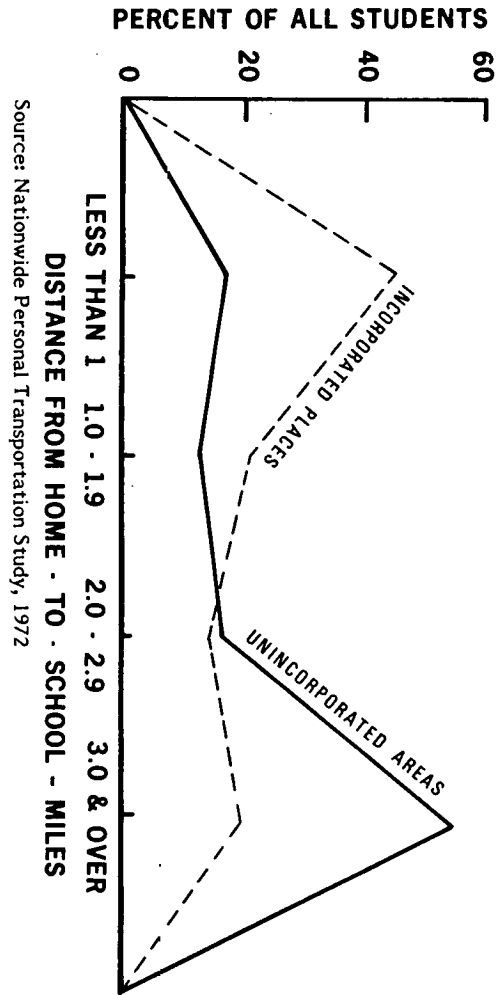 PERCENT OF ALL STUDENTS
60
40
20
0
INCORPORATED PLACES
UNINCORPORATED AREAS
LESS THAN 1 1.0 - 1.9 2.0 - 2.9 3.0 & OVER
DISTANCE FROM HOME - TO - SCHOOL - MILES
Source: Nationwide Personal Transportation Study, 1972